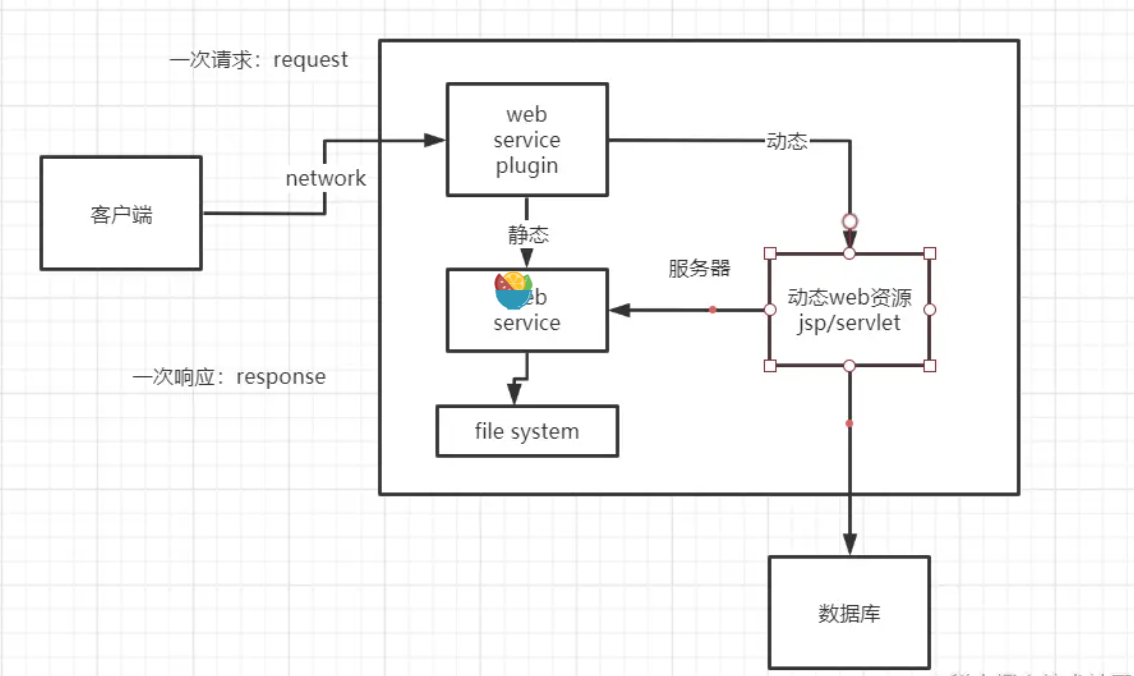 一次请求：request
web
service
plugin
动态
network
客户端
静态
服务器
动态web资源
jsp/servlet
service
一次响应：response
file system
数据库